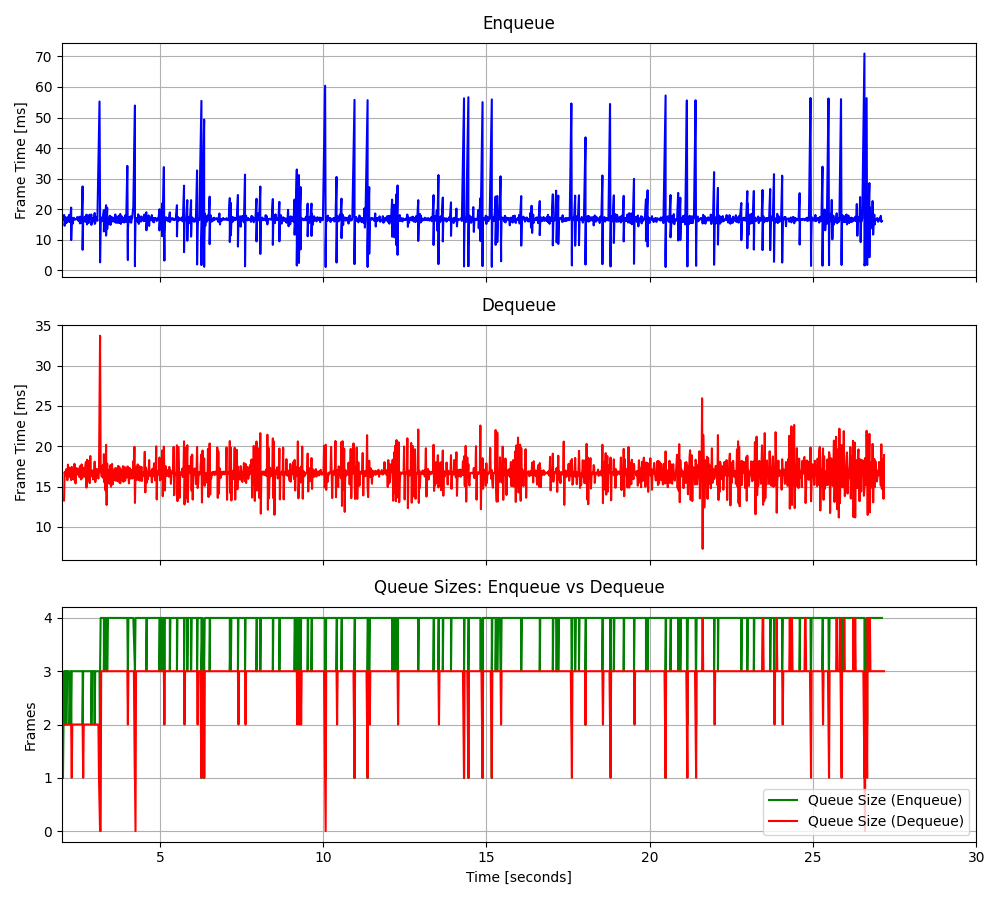 Enqueue
Frame Time [ms]
70
60
50
40
30
20
10
0
Dequeue
Frame Time [ms]
35
30
25
20
15
10
Queue Sizes: Enqueue vs Dequeue
Frames
4
3
2
1
0
Queue Size (Enqueue)
Queue Size (Dequeue)
5 10 15 20 25 30
Time [seconds]